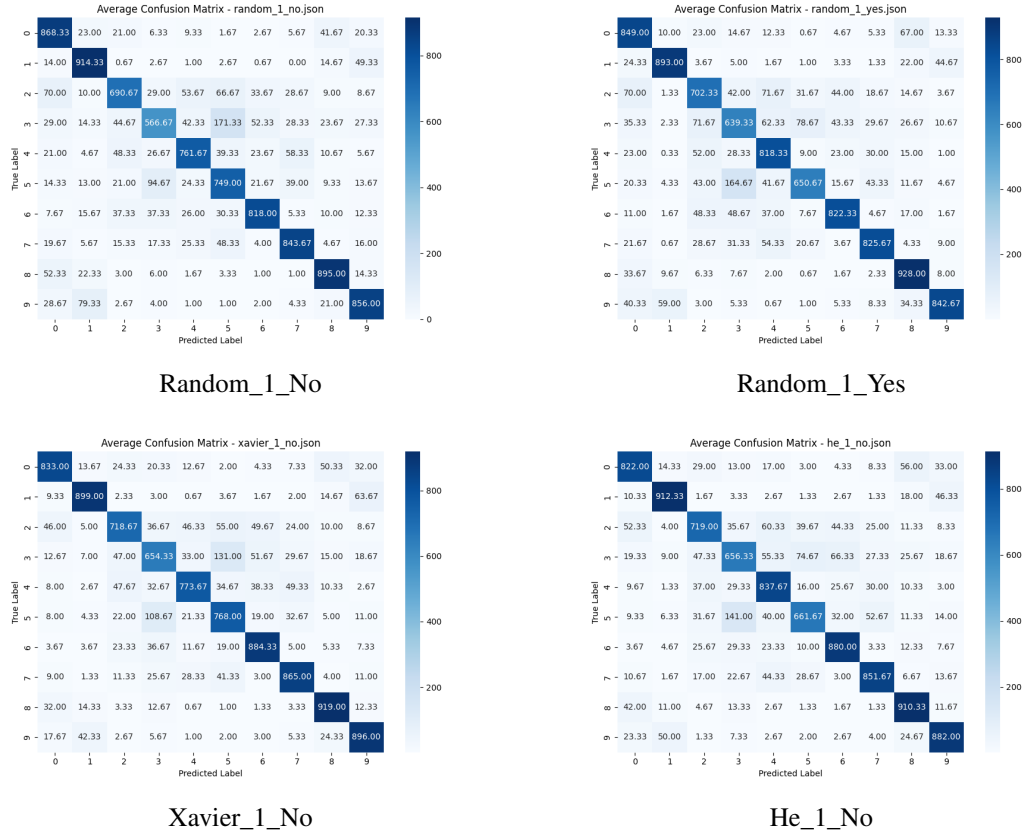 Average Confusion Matrix - random_1_no.json
True Label
0 868.33 23.00 21.00 6.33 9.33 1.67 2.67 5.67 41.67 20.33
1 14.00 914.33 0.67 2.67 1.00 2.67 0.67 0.00 14.67 49.33
2 70.00 10.00 690.67 29.00 53.67 66.67 33.67 28.67 9.00 8.67
3 29.00 14.33 44.67 566.67 42.33 171.33 52.33 28.33 23.67 27.33
4 21.00 4.67 48.33 26.67 761.67 39.33 23.67 58.33 10.67 5.67
5 14.33 13.00 21.00 94.67 24.33 749.00 21.67 39.00 9.33 13.67
6 7.67 15.67 37.33 37.33 26.00 30.33 818.00 5.33 10.00 12.33
7 19.67 5.67 15.33 17.33 25.33 48.33 4.00 843.67 4.67 16.00
8 52.33 22.33 3.00 6.00 1.67 3.33 1.00 1.00 895.00 14.33
9 28.67 79.33 2.67 4.00 1.00 1.00 2.00 4.33 21.00 856.00
0 1 2 3 4 5 6 7 8 9
Predicted Label
800
600
400
200
0
Random_1_No
Average Confusion Matrix - random_1_yes.json
True Label
0 849.00 10.00 23.00 14.67 12.33 0.67 4.67 5.33 67.00 13.33
1 24.33 893.00 3.67 5.00 1.67 1.00 3.33 1.33 22.00 44.67
2 70.00 1.33 702.33 42.00 71.67 31.67 44.00 18.67 14.67 3.67
3 35.33 2.33 71.67 639.33 62.33 78.67 43.33 29.67 26.67 10.67
4 23.00 0.33 52.00 28.33 818.33 9.00 23.00 30.00 15.00 1.00
5 20.33 4.33 43.00 164.67 41.67 650.67 15.67 43.33 11.67 4.67
6 11.00 1.67 48.33 48.67 37.00 7.67 822.33 4.67 17.00 1.67
7 21.67 0.67 28.67 31.33 54.33 20.67 3.67 825.67 4.33 9.00
8 33.67 9.67 6.33 7.67 2.00 0.67 1.67 2.33 928.00 8.00
9 40.33 59.00 3.00 5.33 0.67 1.00 5.33 8.33 34.33 842.67
0 1 2 3 4 5 6 7 8 9
Predicted Label
800
600
400
200
Random_1_Yes
Average Confusion Matrix - xavier_1_no.json
True Label
0 833.00 13.67 24.33 20.33 12.67 2.00 4.33 7.33 50.33 32.00
1 9.33 899.00 2.33 3.00 0.67 3.67 1.67 2.00 14.67 63.67
2 46.00 5.00 718.67 36.67 46.33 55.00 49.67 24.00 10.00 8.67
3 12.67 7.00 47.00 654.33 33.00 131.00 51.67 29.67 15.00 18.67
4 8.00 2.67 47.67 32.67 773.67 34.67 38.33 49.33 10.33 2.67
5 8.00 4.33 22.00 108.67 21.33 768.00 19.00 32.67 5.00 11.00
6 3.67 3.67 23.33 36.67 11.67 19.00 884.33 5.00 5.33 7.33
7 9.00 1.33 11.33 25.67 28.33 41.33 3.00 865.00 4.00 11.00
8 32.00 14.33 3.33 12.67 0.67 1.00 1.33 3.33 919.00 12.33
9 17.67 42.33 2.67 5.67 1.00 2.00 3.00 5.33 24.33 896.00
0 1 2 3 4 5 6 7 8 9
Predicted Label
800
600
400
200
Xavier_1_No
Average Confusion Matrix - he_1_no.json
True Label
0 822.00 14.33 29.00 13.00 17.00 3.00 4.33 8.33 56.00 33.00
1 10.33 912.33 1.67 3.33 2.67 1.33 2.67 1.33 18.00 46.33
2 52.33 4.00 719.00 35.67 60.33 39.67 44.33 25.00 11.33 8.33
3 19.33 9.00 47.33 656.33 55.33 74.67 66.33 27.33 25.67 18.67
4 9.67 1.33 37.00 29.33 837.67 16.00 25.67 30.00 10.33 3.00
5 9.33 6.33 31.67 141.00 40.00 661.67 32.00 52.67 11.33 14.00
6 3.67 4.67 25.67 29.33 23.33 10.00 880.00 3.33 12.33 7.67
7 10.67 1.67 17.00 22.67 44.33 28.67 3.00 851.67 6.67 13.67
8 42.00 11.00 4.67 13.33 2.67 1.33 1.67 1.33 910.33 11.67
9 23.33 50.00 1.33 7.33 2.67 2.00 2.67 4.00 24.67 882.00
0 1 2 3 4 5 6 7 8 9
Predicted Label
800
600
400
200
He_1_No